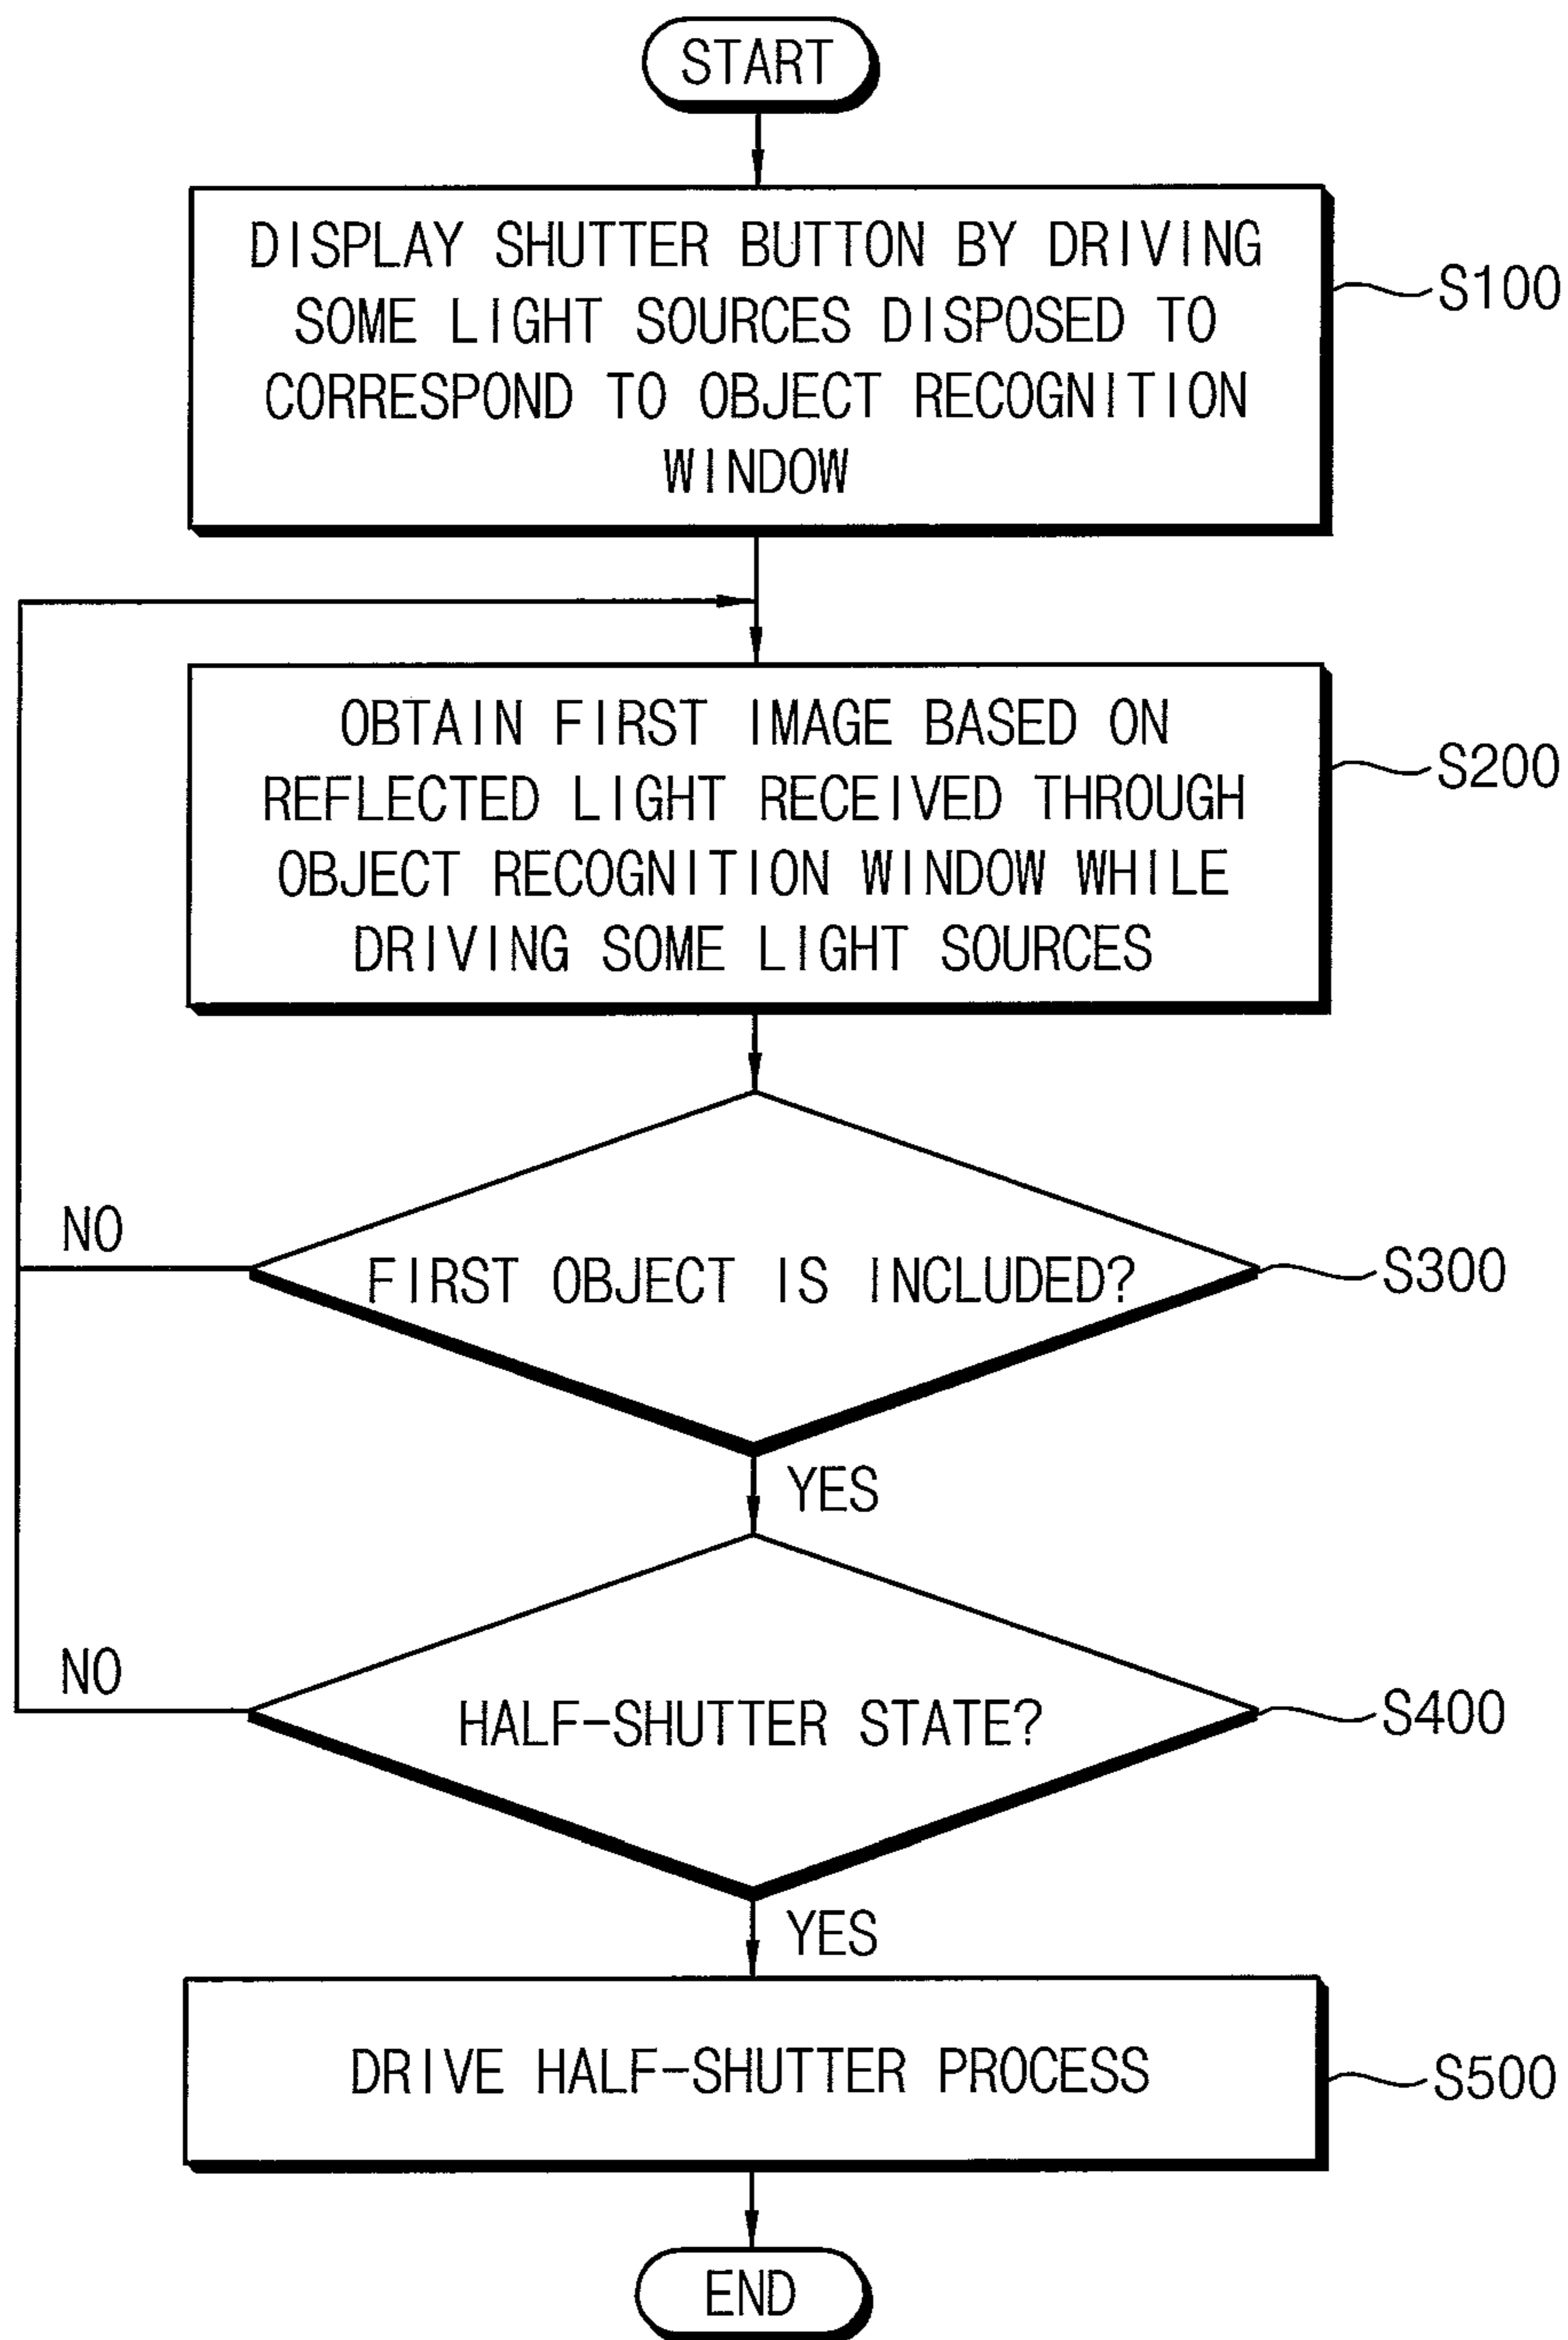 START
DISPLAY SHUTTER BUTTON BY DRIVING
SOME LIGHT SOURCES DISPOSED TO
CORRESPOND TO OBJECT RECOGNITION
WINDOW
S100
OBTAIN FIRST IMAGE BASED ON
REFLECTED LIGHT RECEIVED THROUGH
OBJECT RECOGNITION WINDOW WHILE
DRIVING SOME LIGHT SOURCES
S200
NO
FIRST OBJECT IS INCLUDED?
S300
YES
NO
HALF-SHUTTER STATE?
S400
YES
DRIVE HALF-SHUTTER PROCESS
S500
END